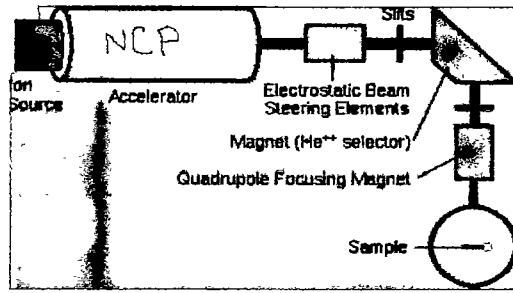 Slits
NCP
Ion
Source
Accelerator
Electrostatic Beam
Steering Elements
Magnet (He++ selector)
Quadrupole Focusing Magnet
Sample